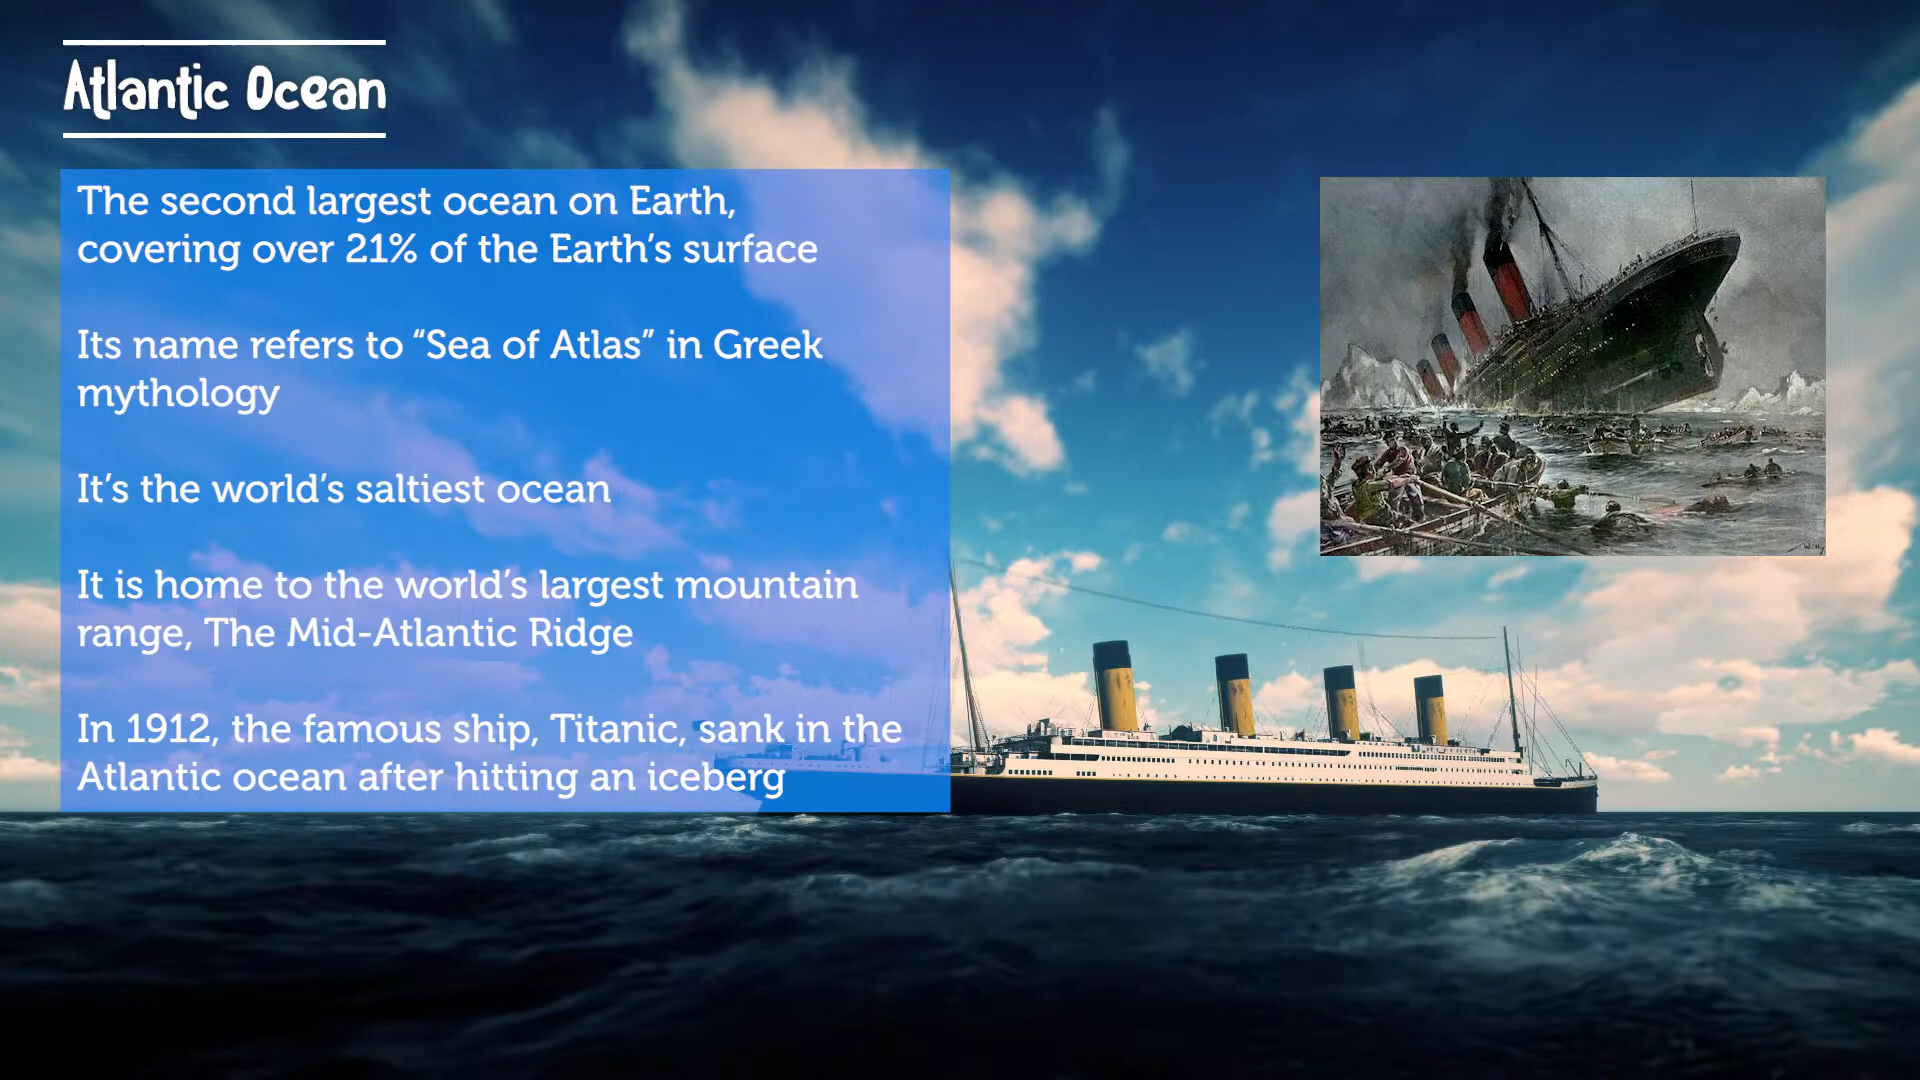 Atlantic Ocean
The second largest ocean on Earth,
covering over 21% of the Earth’s surface
Its name refers to “Sea of Atlas” in Greek
mythology
It’s the world’s saltiest ocean
It is home to the world’s largest mountain
range, The Mid-Atlantic Ridge
In 1912, the famous ship, Titanic, sank in the
Atlantic ocean after hitting an iceberg